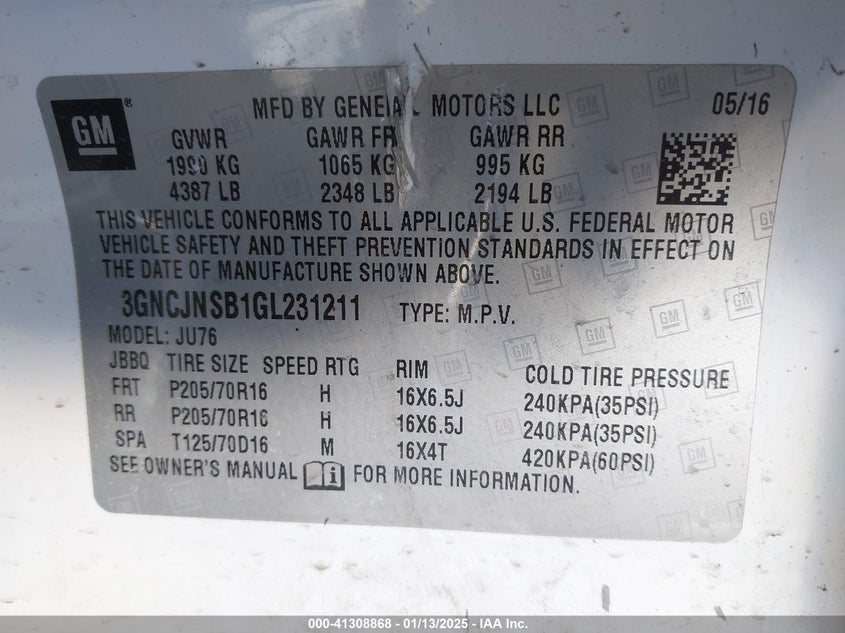 GM ® MFD BY GENERAL MOTORS LLC 05/16
GVWR GAWR FR GAWR RR
1990 KG 1065 KG 995 KG
4387 LB 2348 LB 2194 LB
THIS VEHICLE CONFORMS TO ALL APPLICABLE U.S. FEDERAL MOTOR
VEHICLE SAFETY AND THEFT PREVENTION STANDARDS IN EFFECT ON
THE DATE OF MANUFACTURE SHOWN ABOVE.
3GNCJNSB1GL231211 TYPE: M.P.V.
MODEL: JU76
JBBQ TIRE SIZE SPEED RTG RIM COLD TIRE PRESSURE
FRT P205/70R16 H 16X6.5J 240KPA(35PSI)
RR P205/70R16 H 16X6.5J 240KPA(35PSI)
SPA T125/70D16 M 16X4T 420KPA(60PSI)
SEE OWNER'S MANUAL i FOR MORE INFORMATION.
000-41308868 - 01/13/2025 - IAA Inc.